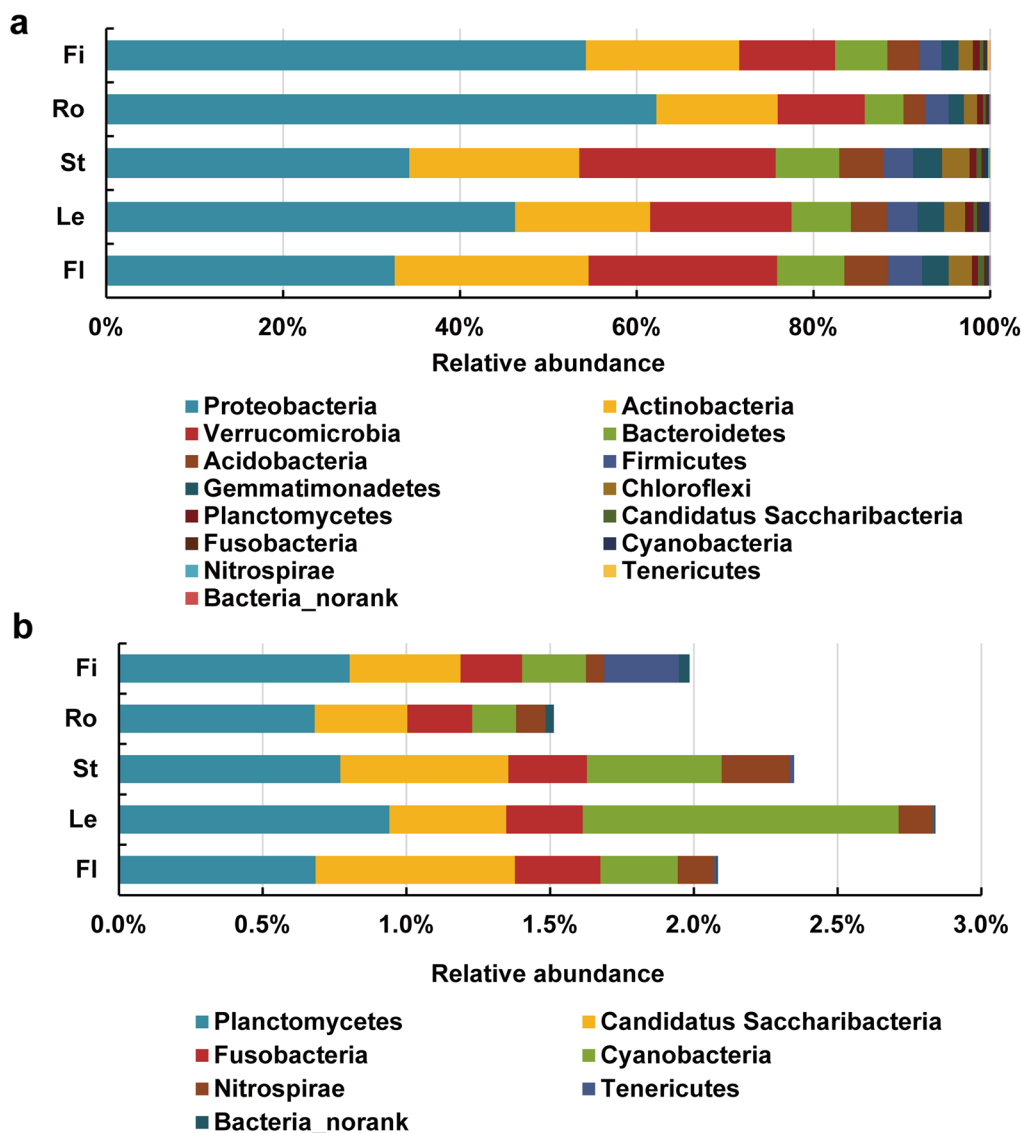 a
Fi
Ro
St
Le
Fl
0% 20% 40% 60% 80% 100%
Relative abundance
Proteobacteria Actinobacteria
Verrucomicrobia Bacteroidetes
Acidobacteria Firmicutes
Gemmatimonadetes Chloroflexi
Planctomycetes Candidatus Saccharibacteria
Fusobacteria Cyanobacteria
Nitrospirae Tenericutes
Bacteria_norank
b
Fi
Ro
St
Le
Fl
0.0% 0.5% 1.0% 1.5% 2.0% 2.5% 3.0%
Relative abundance
Planctomycetes Candidatus Saccharibacteria
Fusobacteria Cyanobacteria
Nitrospirae Tenericutes
Bacteria_norank